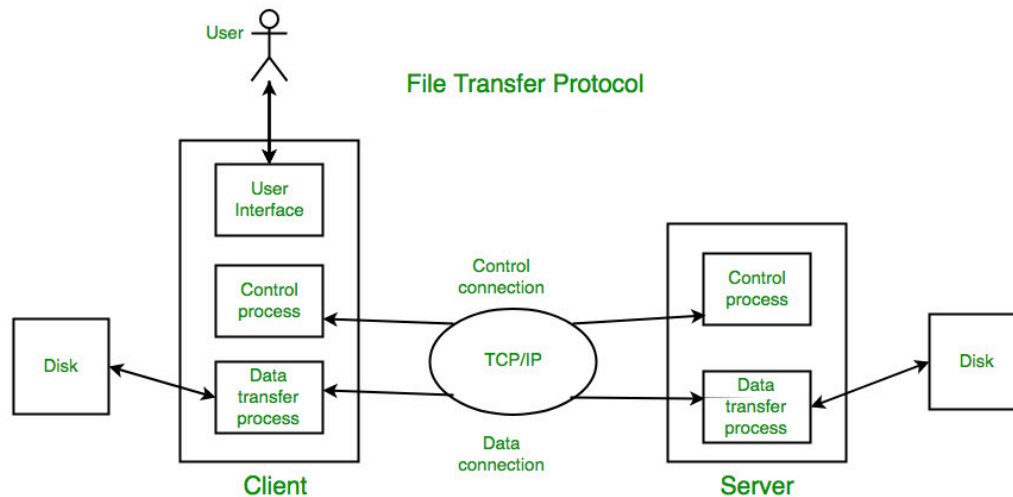 User
File Transfer Protocol
User
Interface
Control
process
Data
transfer
process
Client
Disk
Control
connection
TCP/IP
Data
connection
Control
process
Data
transfer
process
Server
Disk